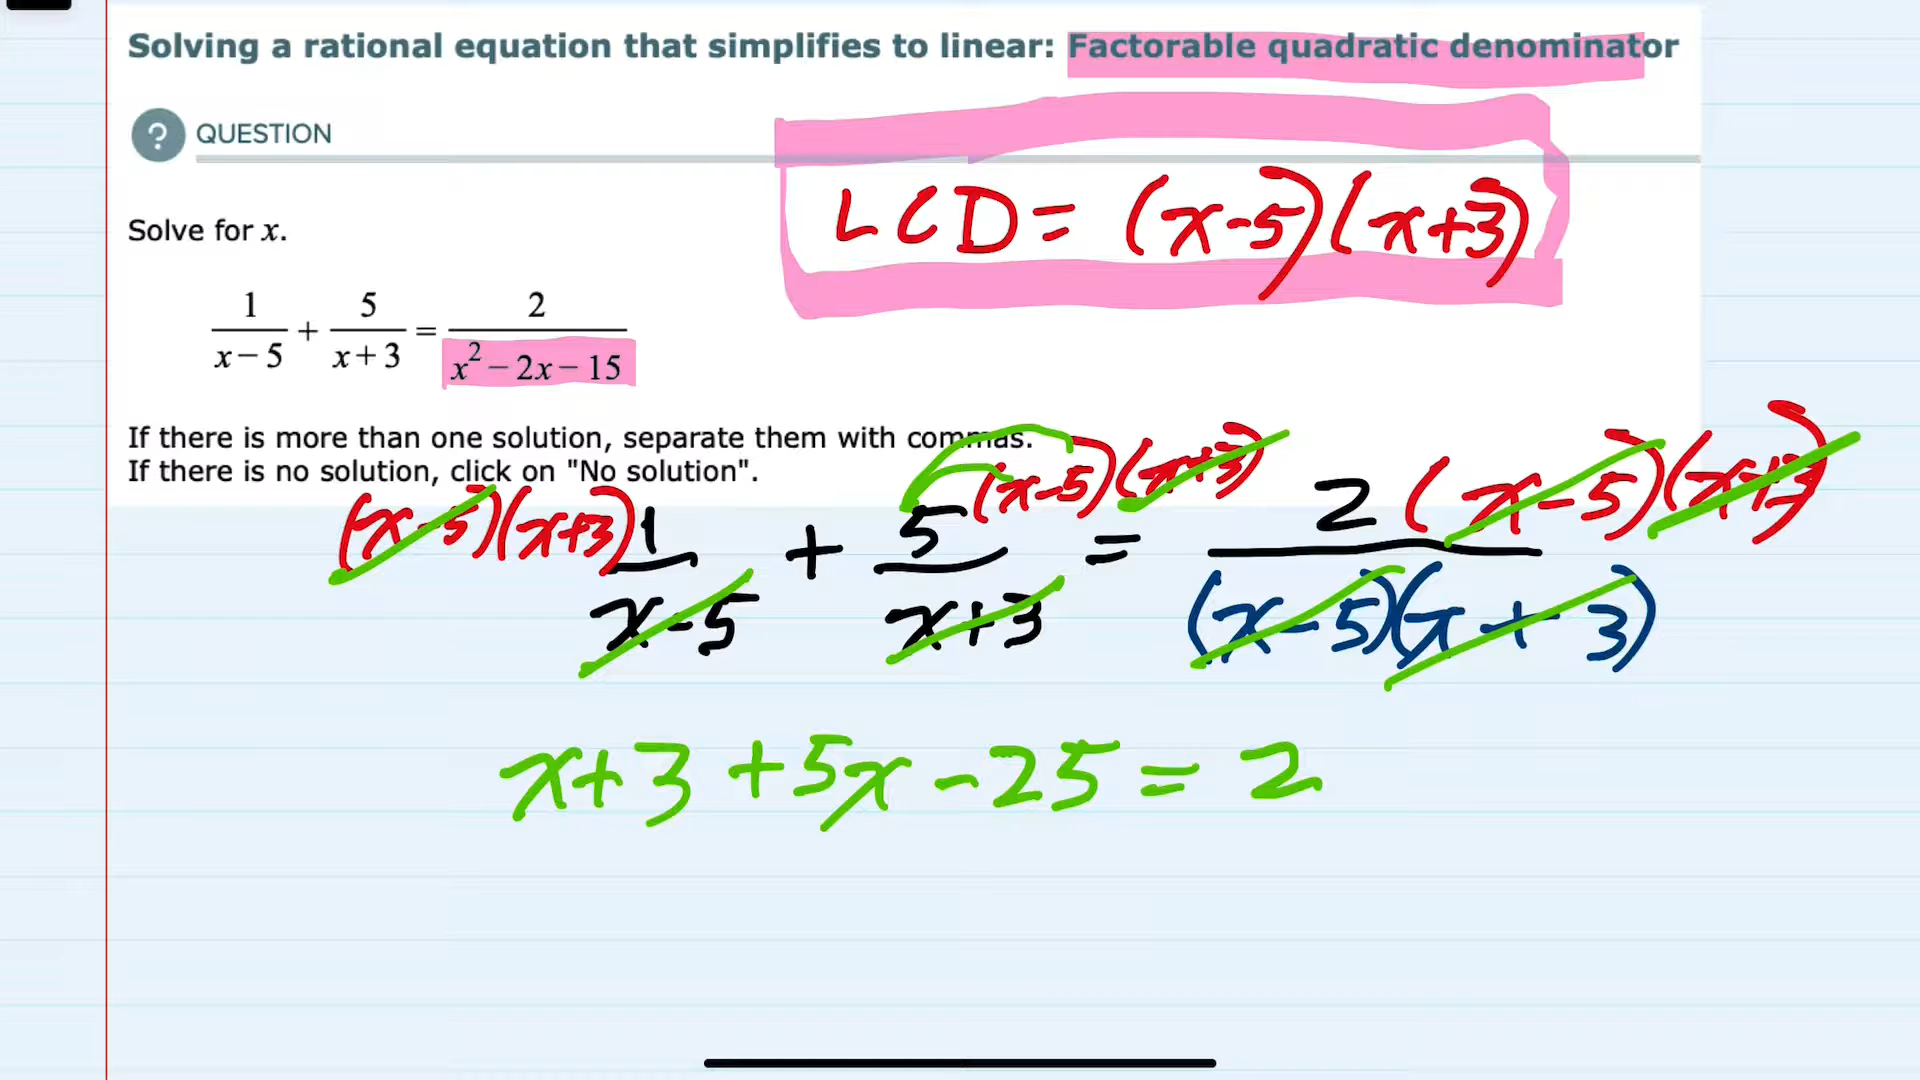 Solving a rational equation that simplifies to linear: Factorable quadratic denominator
? QUESTION
LCD = (x-5)(x+3)
Solve for x.
1/(x-5) + 5/(x+3) = 2/(x²-2x-15)
If there is more than one solution, separate them with commas.
If there is no solution, click on "No solution".
(x-5)(x+3) 1/(x-5) + 5(x-5)(x+3)/(x+3) = 2(x-5)(x+3)/((x-5)(x+3))
x+3+5x-25=2